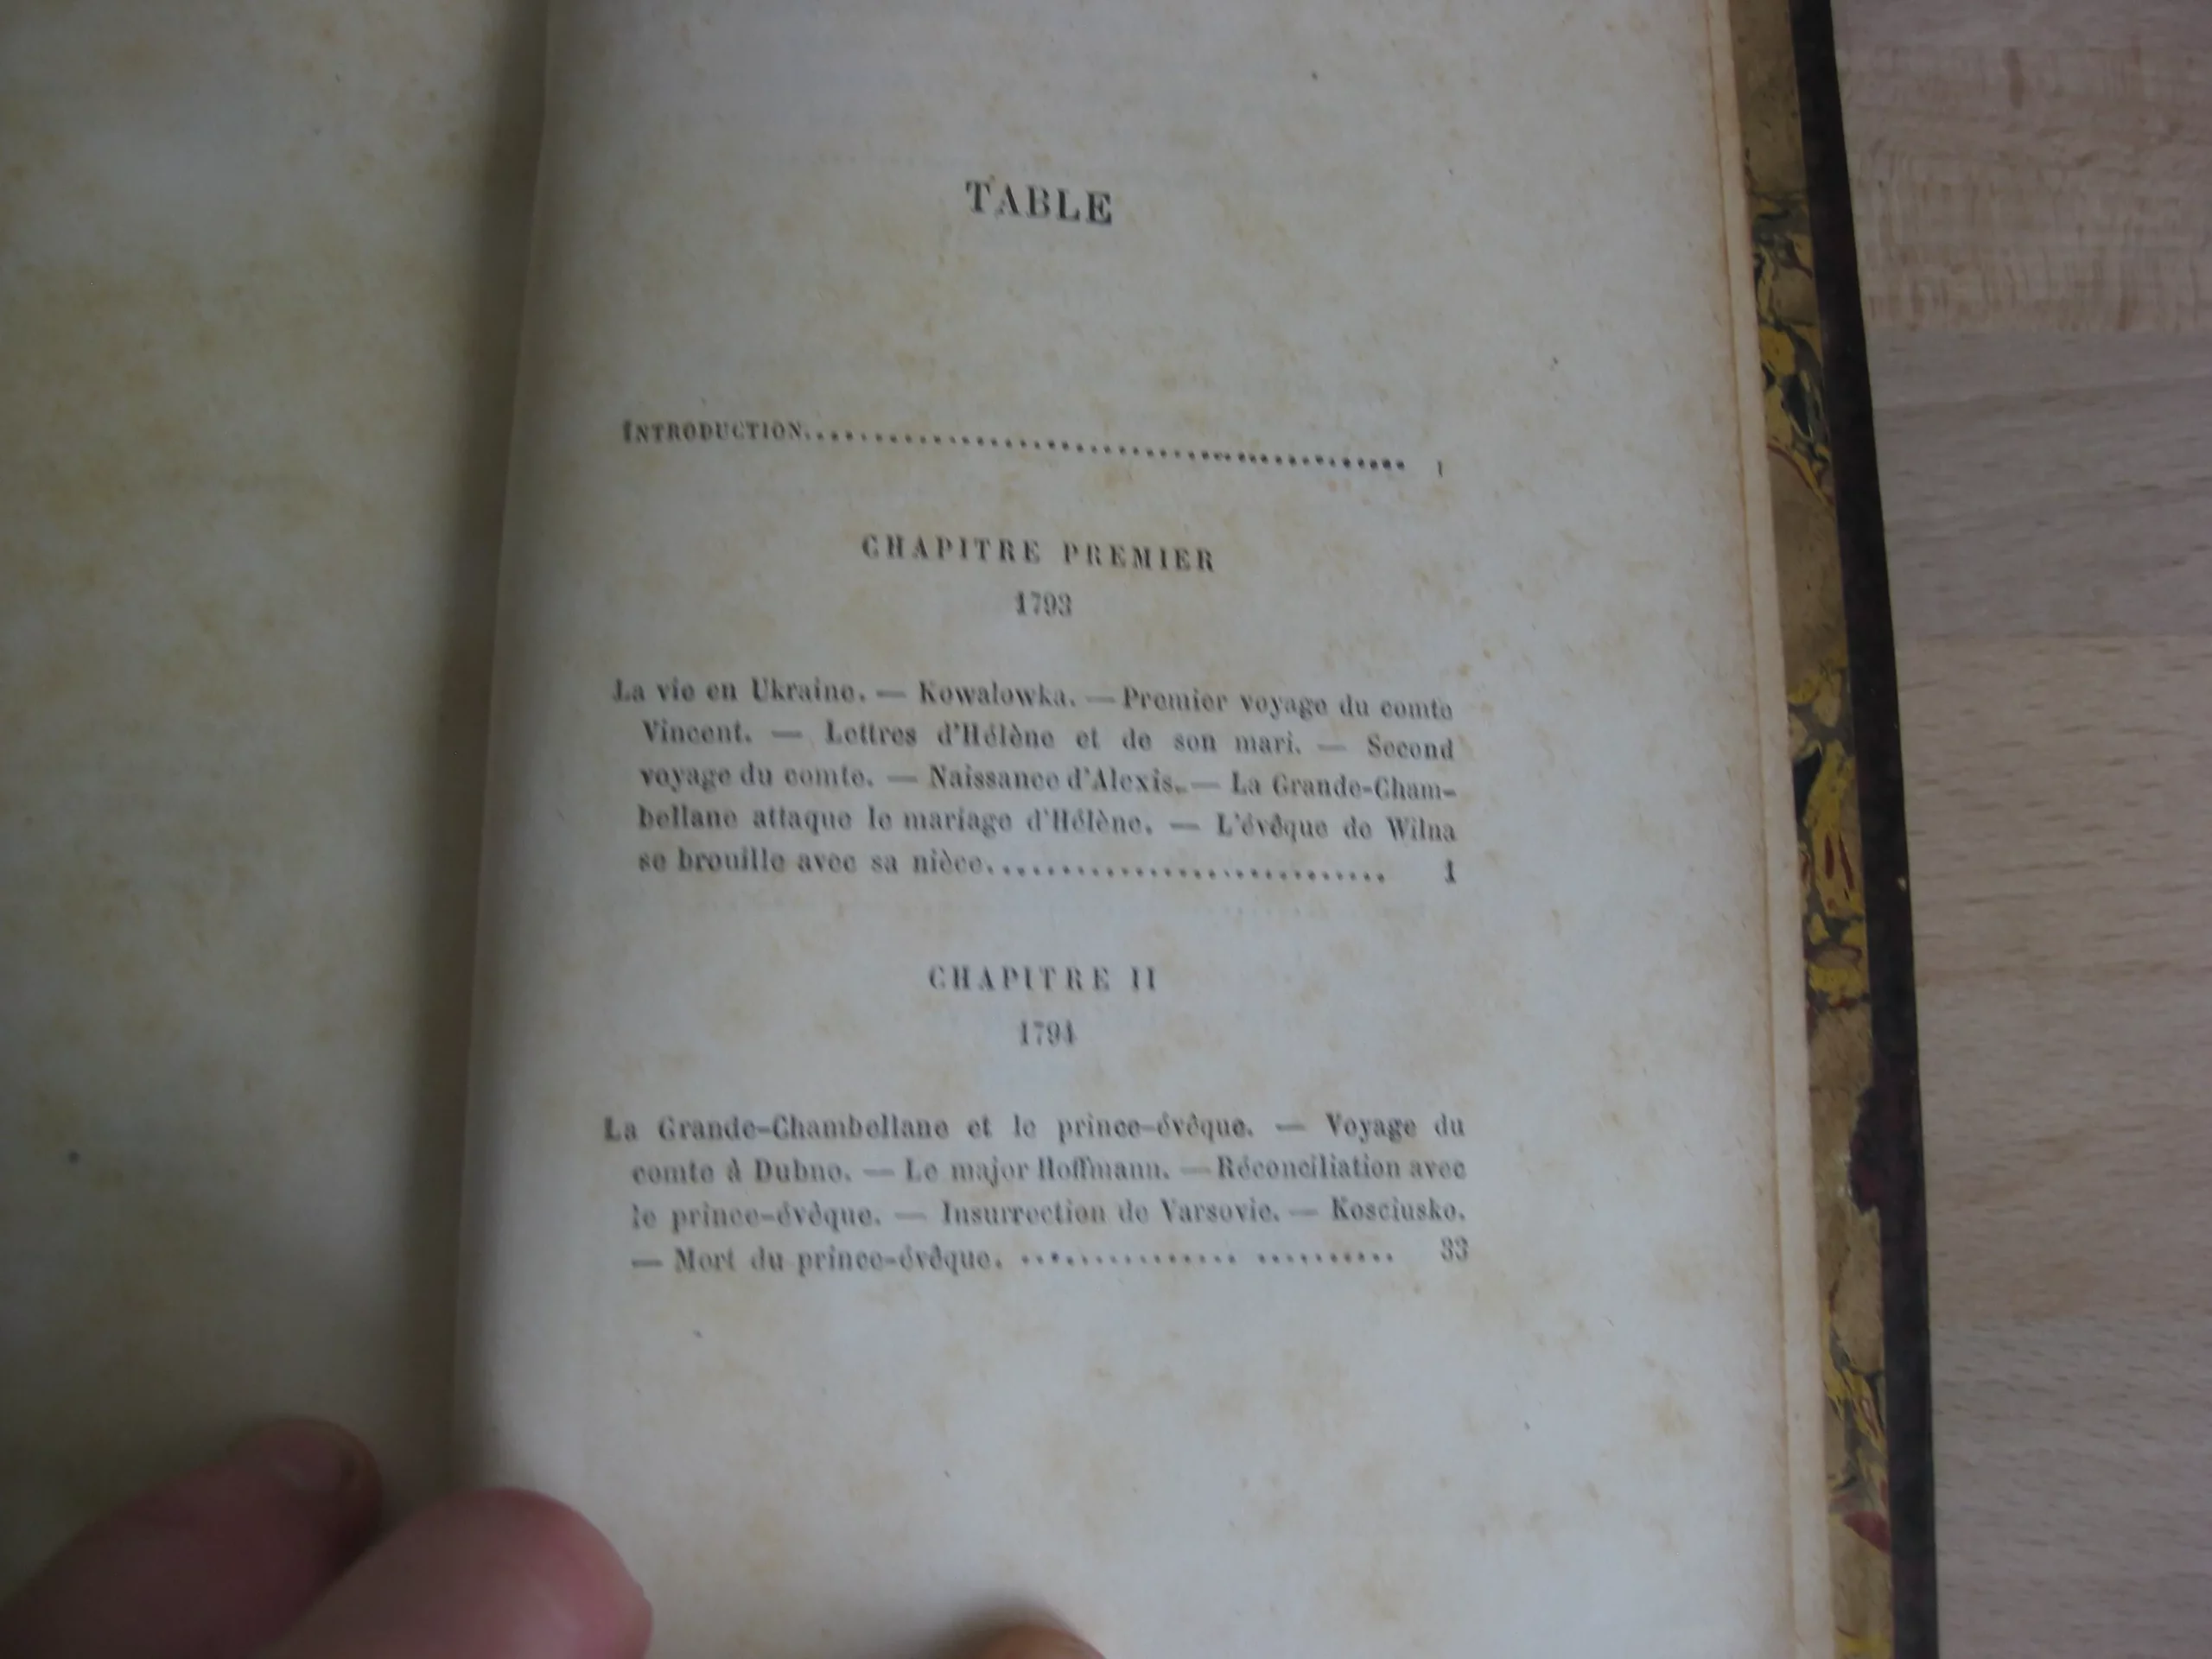 TABLE
INTRODUCTION........................................ I
CHAPITRE PREMIER
1793
La vie en Ukraine. — Kowalowka. — Premier voyage du comte
Vincent. — Lettres d'Hélène et de son mari. — Second
voyage du comte. — Naissance d'Alexis. — La Grande-Cham-
bellane attaque le mariage d'Hélène. — L'évêque de Wilna
se brouille avec sa nièce............................ 1
CHAPITRE II
1794
La Grande-Chambellane et le prince-évêque. — Voyage du
comte à Dubno. — Le major Hoffmann. — Réconciliation avec
le prince-évêque. — Insurrection de Varsovie. — Kosciusko.
— Mort du prince-évêque. ............... .......... 33